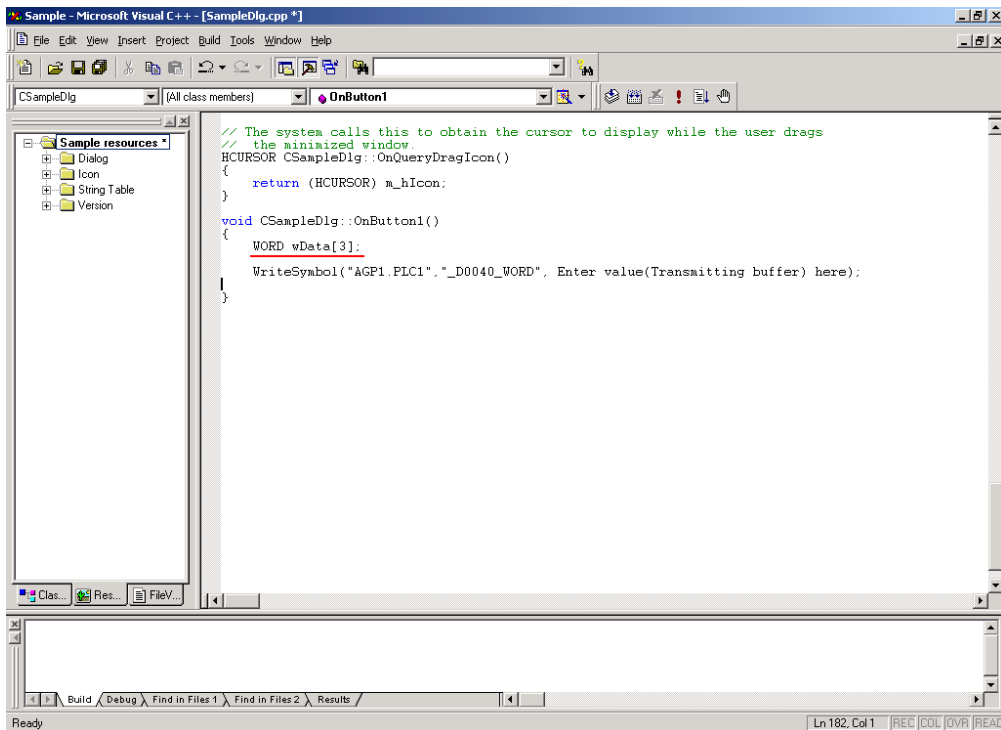 Sample - Microsoft Visual C++ - [SampleDlg.cpp *]
File Edit View Insert Project Build Tools Window Help
CSampleDlg (All class members) OnButton1
Sample resources *
Dialog
Icon
String Table
Version
// The system calls this to obtain the cursor to display while the user drags
// the minimized window.
HCURSOR CSampleDlg::OnQueryDragIcon()
{
return (HCURSOR) m_hIcon;
}
void CSampleDlg::OnButton1()
{
WORD wData[3];
WriteSymbol("AGP1.PLC1","_D0040_WORD", Enter value(Transmitting buffer) here);
}
Clas... Res... FileV...
Build Debug Find in Files 1 Find in Files 2 Results
Ready Ln 182, Col 1 REC COL OVR READ